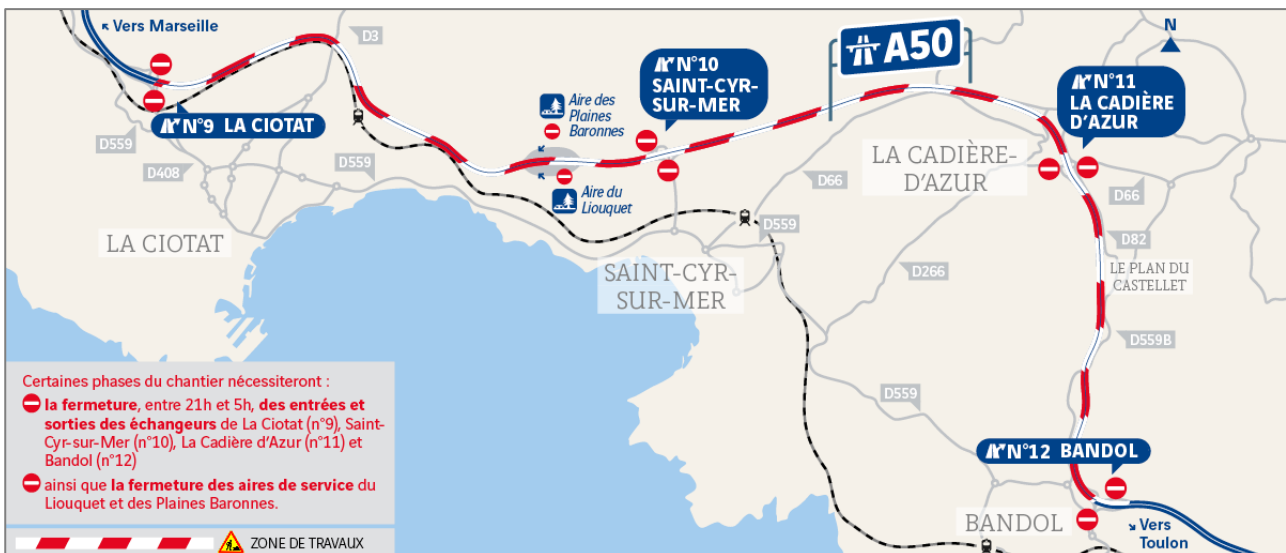 Vers Marseille
D3
N°9 LA CIOTAT
D559
D408
D559
LA CIOTAT
Aire des
Plaines
Baronnes
Aire du
Liouquet
N°10
SAINT-CYR-
SUR-MER
A50
N
N°11
LA CADIÈRE
D'AZUR
LA CADIÈRE-
D'AZUR
D66
D66
D559
D82
D266
LE PLAN DU
CASTELLET
SAINT-CYR-
SUR-MER
D559B
D559
N°12 BANDOL
BANDOL
Vers
Toulon
Certaines phases du chantier nécessiteront :
la fermeture, entre 21h et 5h, des entrées et
sorties des échangeurs de La Ciotat (n°9), Saint-
Cyr-sur-Mer (n°10), La Cadière d'Azur (n°11) et
Bandol (n°12)
ainsi que la fermeture des aires de service du
Liouquet et des Plaines Baronnes.
ZONE DE TRAVAUX